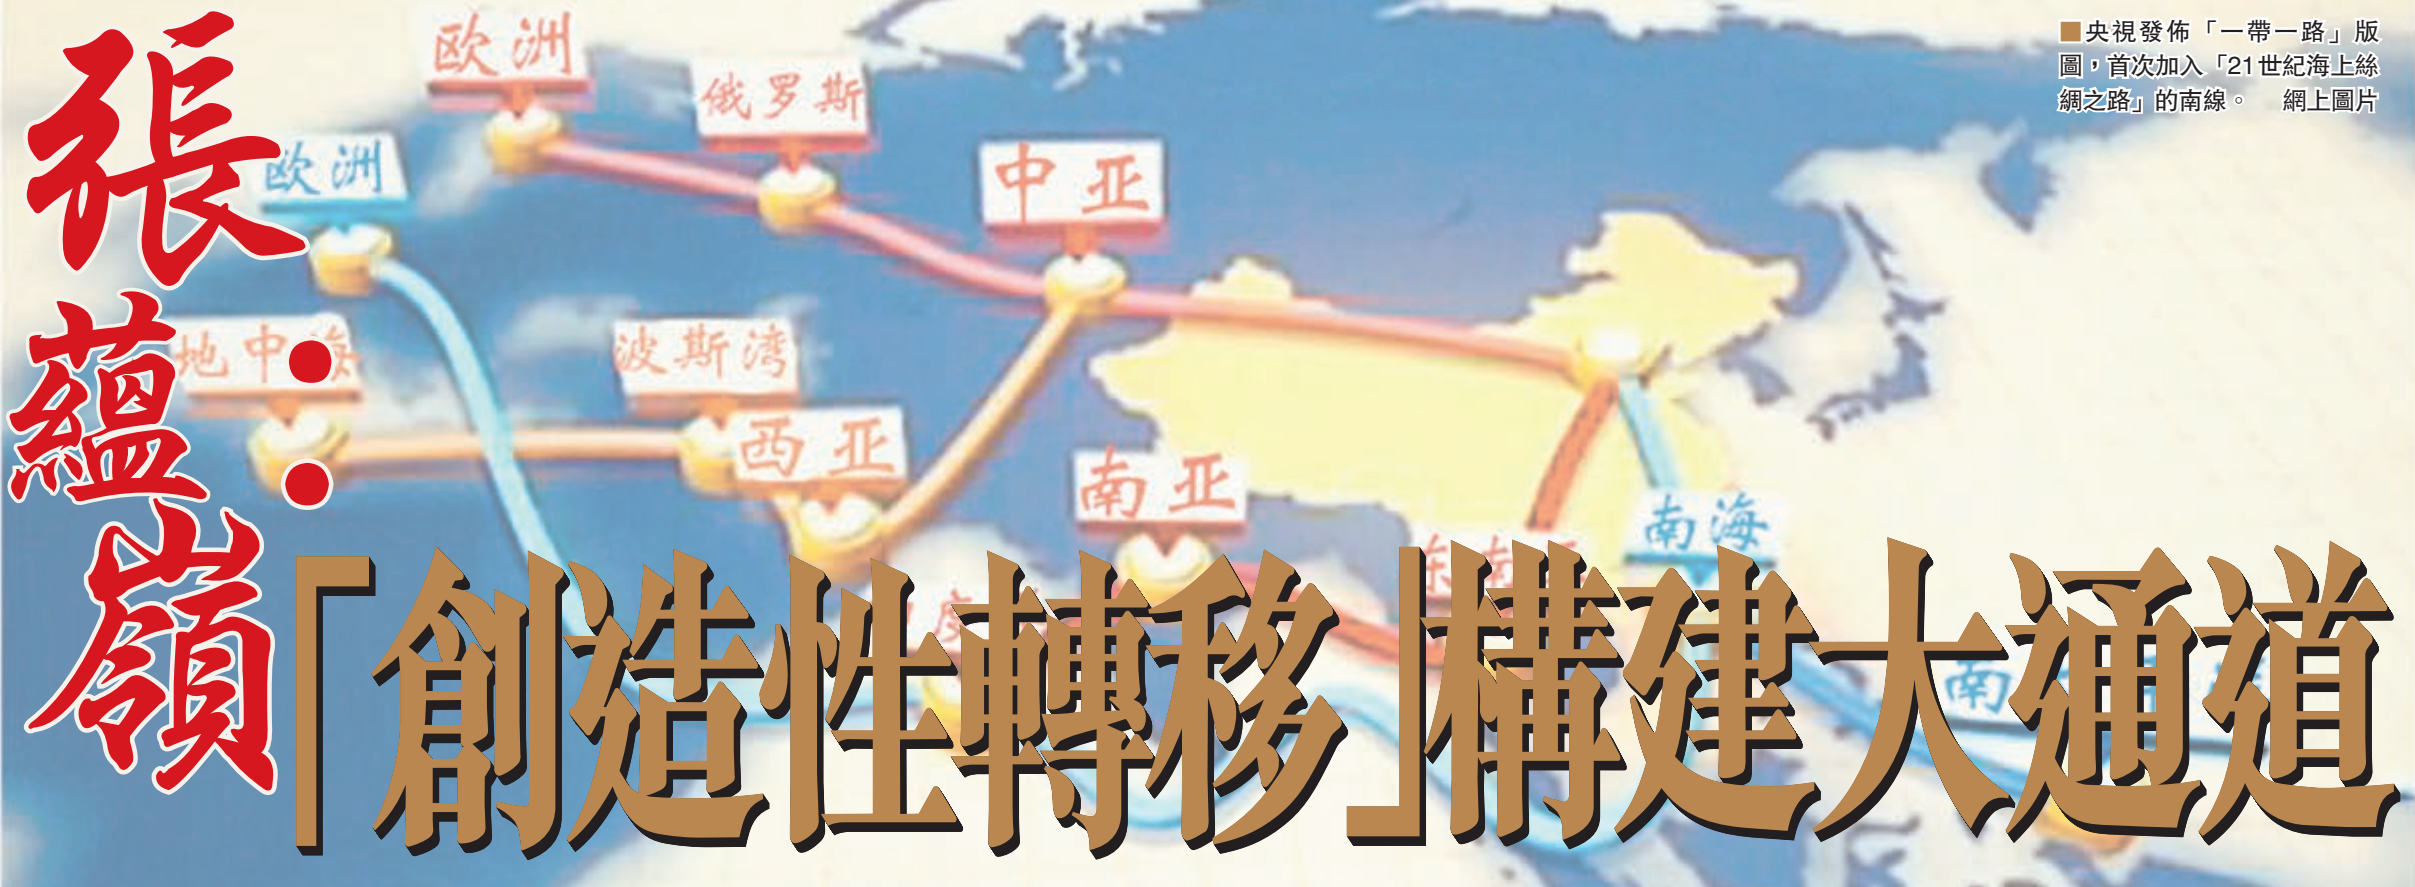 張蘊嶺：
「創造性轉移」構建大通道
■央視發佈「一帶一路」版
圖，首次加入「21世紀海上絲
綢之路」的南線。 網上圖片
欧洲
俄罗斯
中亚
欧洲
地中海
波斯湾
西亚
南亚
南海